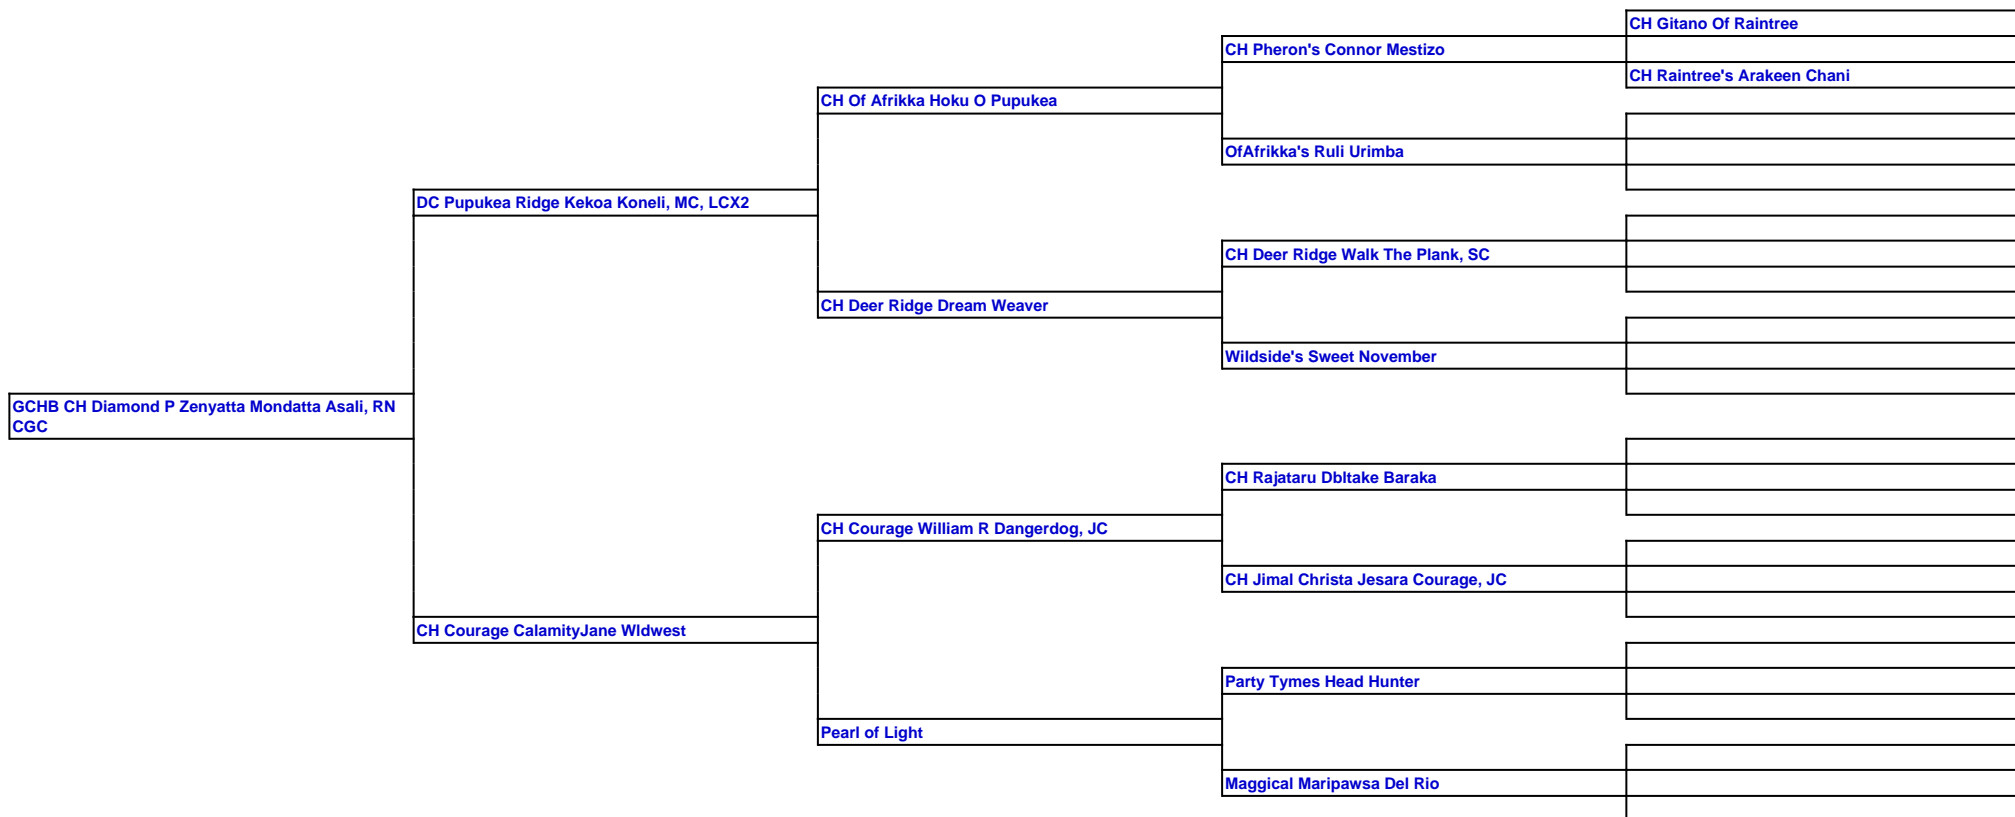 CH Gitano Of Raintree
CH Pheron's Connor Mestizo
CH Raintree's Arakeen Chani
CH Of Afrikka Hoku O Pupukea
OfAfrikka's Ruli Urimba
DC Pupukea Ridge Kekoa Koneli, MC, LCX2
CH Deer Ridge Walk The Plank, SC
CH Deer Ridge Dream Weaver
Wildside's Sweet November
GCHB CH Diamond P Zenyatta Mondatta Asali, RN
CGC
CH Rajataru Dbltake Baraka
CH Courage William R Dangerdog, JC
CH Jimal Christa Jesara Courage, JC
CH Courage CalamityJane Wldwest
Party Tymes Head Hunter
Pearl of Light
Maggical Maripawsa Del Rio